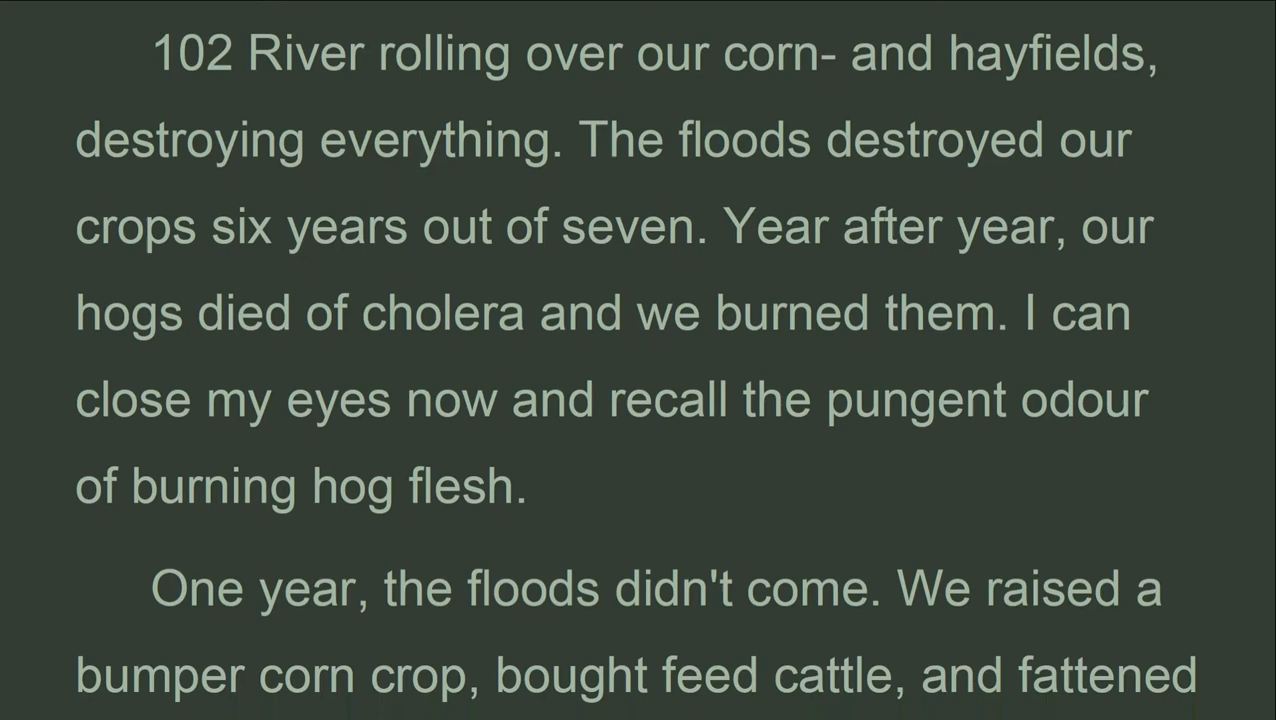 102 River rolling over our corn- and hayfields,
destroying everything. The floods destroyed our
crops six years out of seven. Year after year, our
hogs died of cholera and we burned them. I can
close my eyes now and recall the pungent odour
of burning hog flesh.
One year, the floods didn't come. We raised a
bumper corn crop, bought feed cattle, and fattened